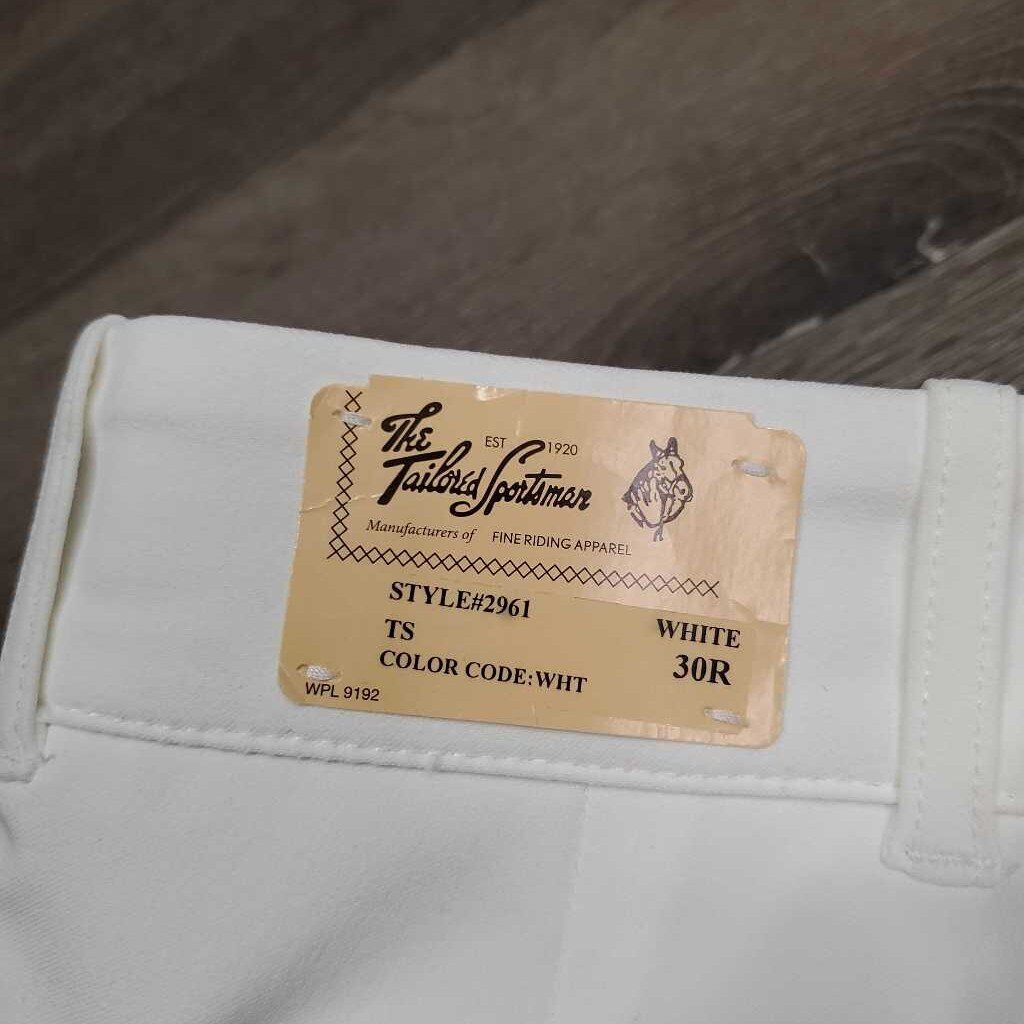 The
EST 1920
Tailored Sportsman
Manufacturers of FINE RIDING APPAREL
STYLE#2961
TS WHITE
COLOR CODE:WHT 30R
WPL 9192